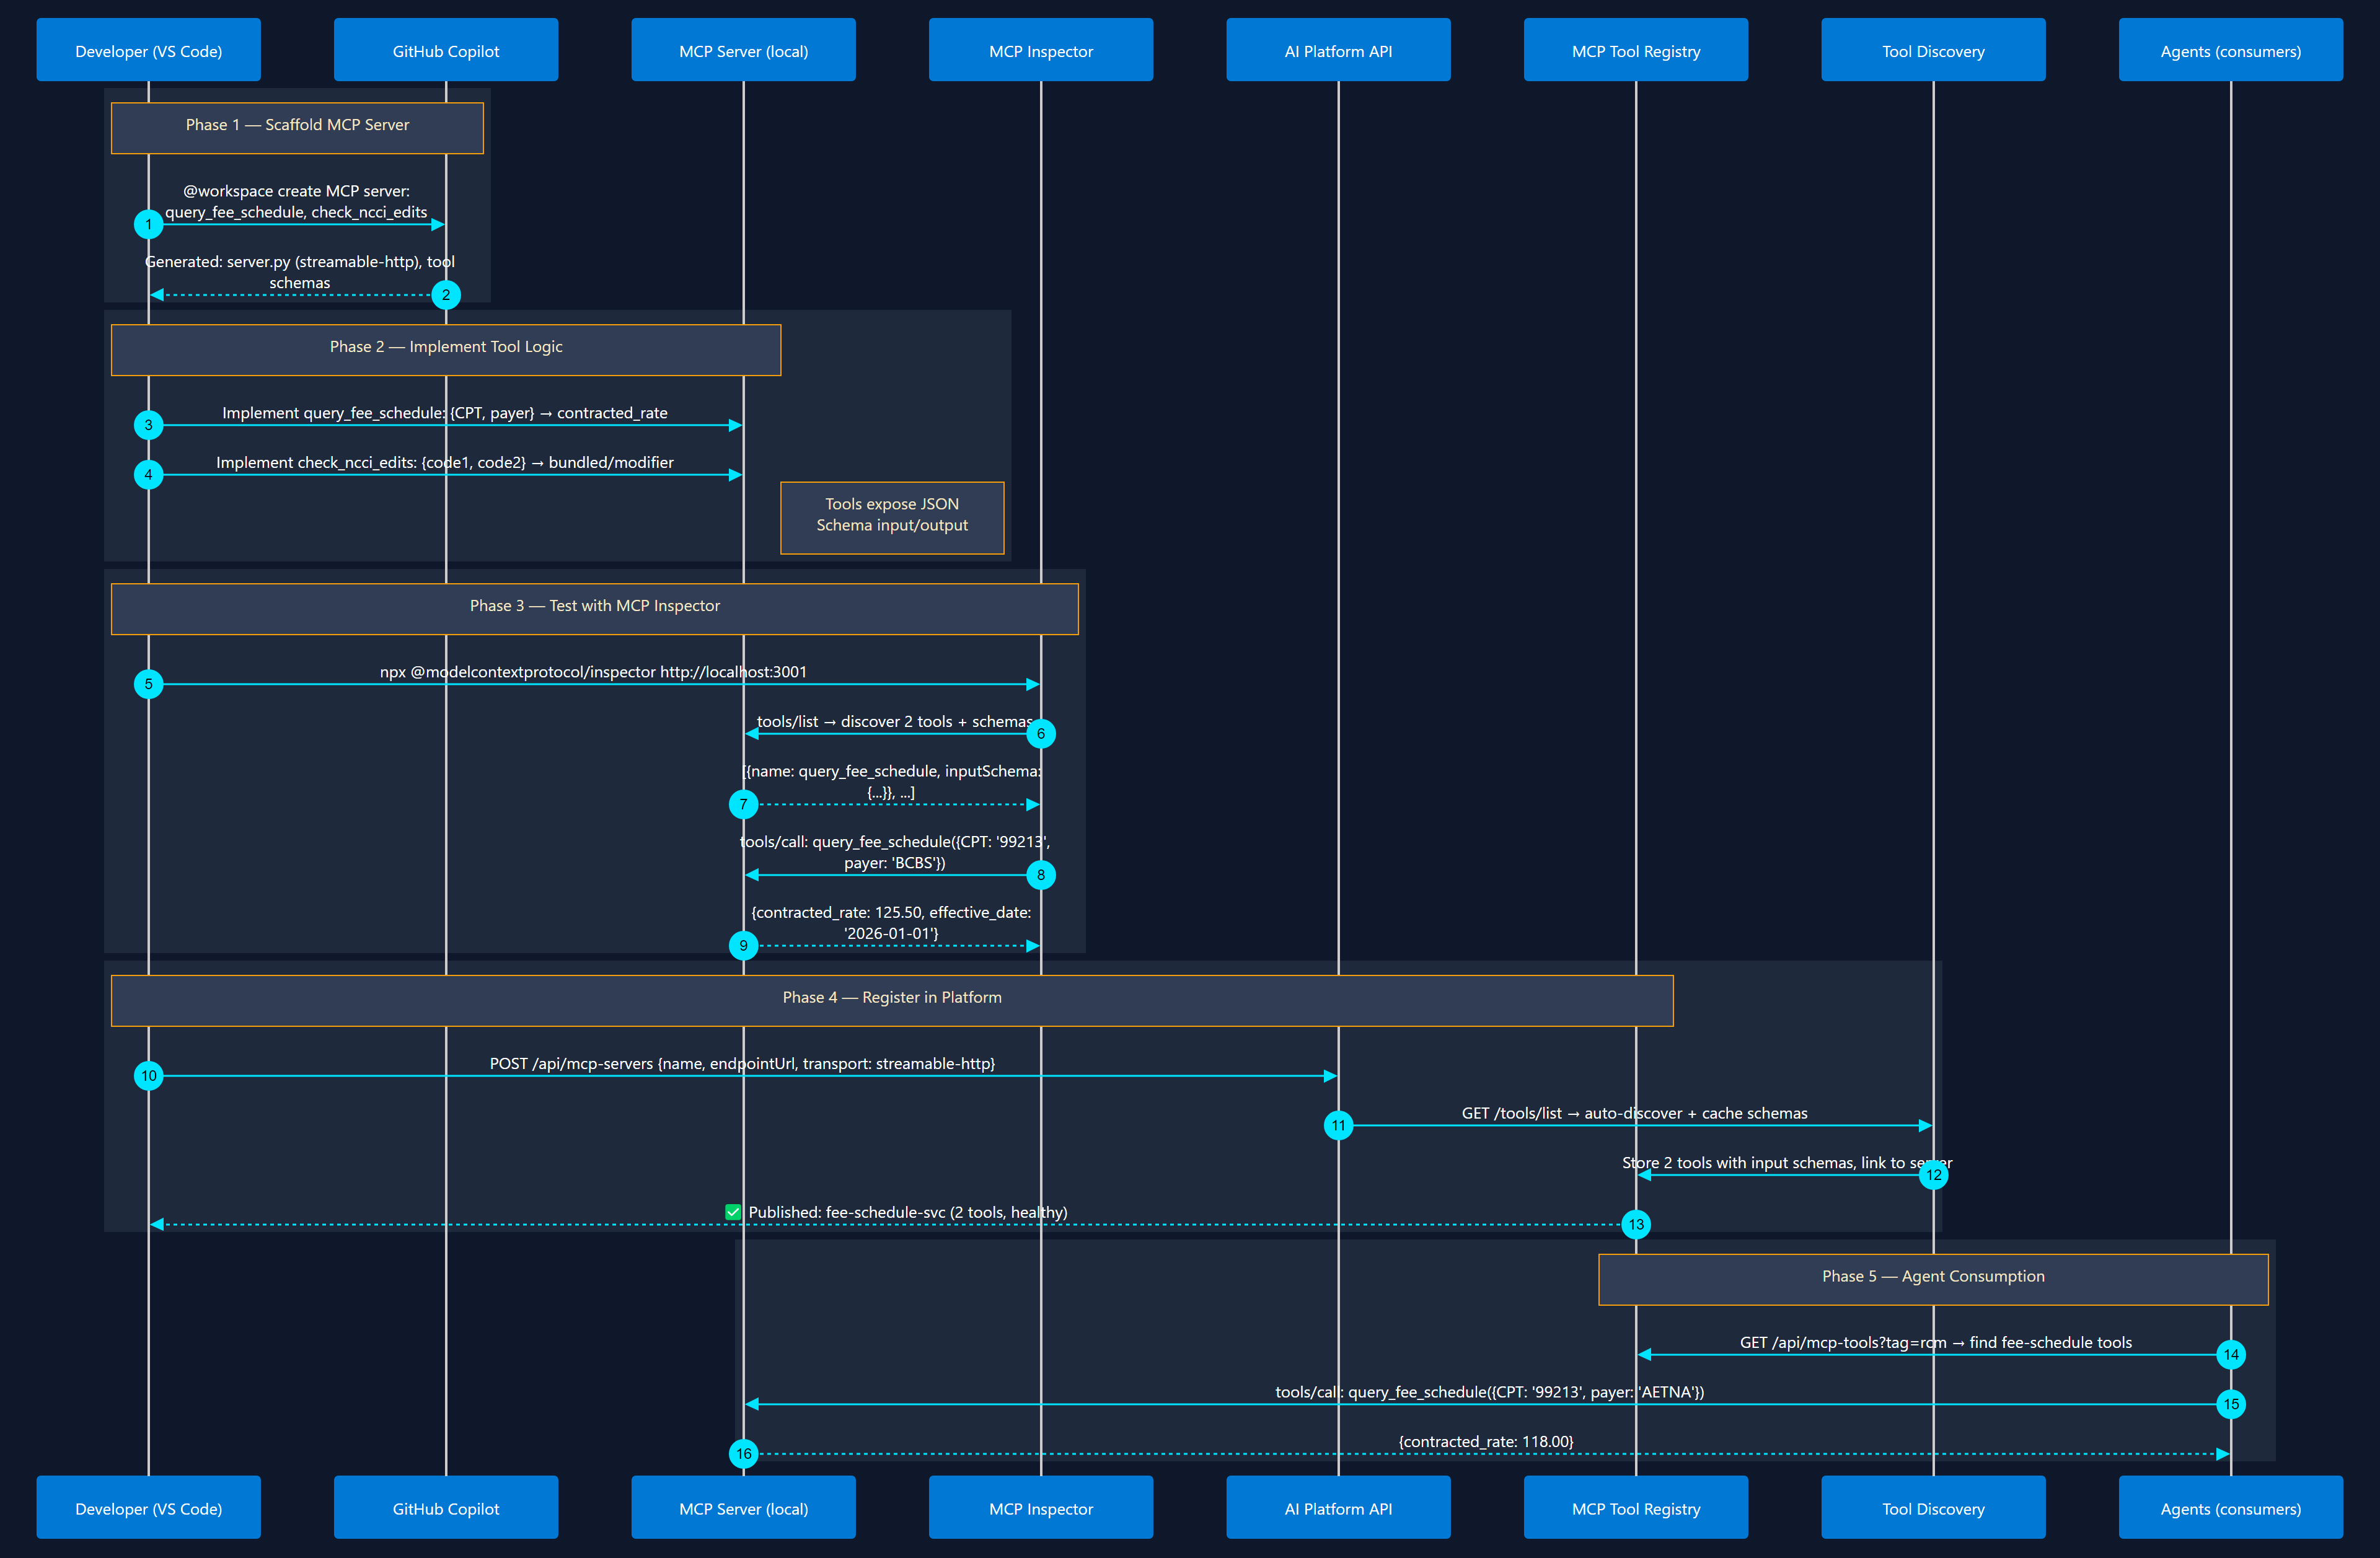 Developer (VS Code)
GitHub Copilot
MCP Server (local)
MCP Inspector
AI Platform API
MCP Tool Registry
Tool Discovery
Agents (consumers)
Phase 1 — Scaffold MCP Server
@workspace create MCP server:
query_fee_schedule, check_ncci_edits
1
Generated: server.py (streamable-http), tool
schemas
2
Phase 2 — Implement Tool Logic
Implement query_fee_schedule: {CPT, payer} → contracted_rate
3
Implement check_ncci_edits: {code1, code2} → bundled/modifier
4
Tools expose JSON
Schema input/output
Phase 3 — Test with MCP Inspector
npx @modelcontextprotocol/inspector http://localhost:3001
5
tools/list → discover 2 tools + schemas
6
[{name: query_fee_schedule, inputSchema:
{...}}, ...]
7
tools/call: query_fee_schedule({CPT: '99213',
payer: 'BCBS'})
8
{contracted_rate: 125.50, effective_date:
'2026-01-01'}
9
Phase 4 — Register in Platform
POST /api/mcp-servers {name, endpointUrl, transport: streamable-http}
10
GET /tools/list → auto-discover + cache schemas
11
Store 2 tools with input schemas, link to server
12
✅ Published: fee-schedule-svc (2 tools, healthy)
13
Phase 5 — Agent Consumption
GET /api/mcp-tools?tag=rcm → find fee-schedule tools
14
tools/call: query_fee_schedule({CPT: '99213', payer: 'AETNA'})
15
{contracted_rate: 118.00}
16
Developer (VS Code)
GitHub Copilot
MCP Server (local)
MCP Inspector
AI Platform API
MCP Tool Registry
Tool Discovery
Agents (consumers)